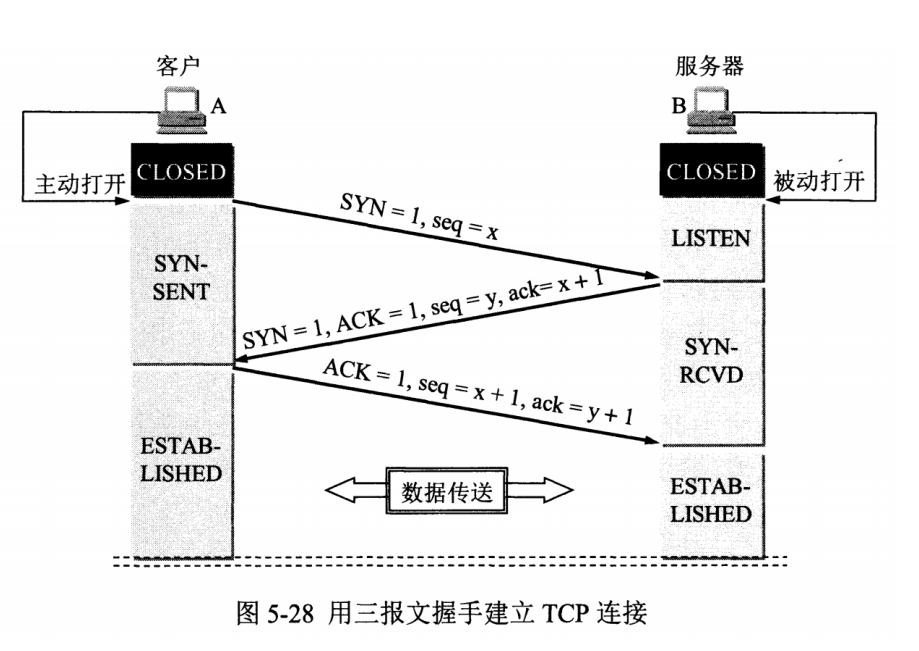 客户
服务器
A
B
CLOSED
CLOSED
主动打开
被动打开
SYN = 1, seq = x
LISTEN
SYN-
SENT
SYN = 1, ACK = 1, seq = y, ack= x + 1
SYN-
RCVD
ACK = 1, seq = x + 1, ack = y + 1
ESTAB-
LISHED
数据传送
ESTAB-
LISHED
图 5-28 用三报文握手建立 TCP 连接